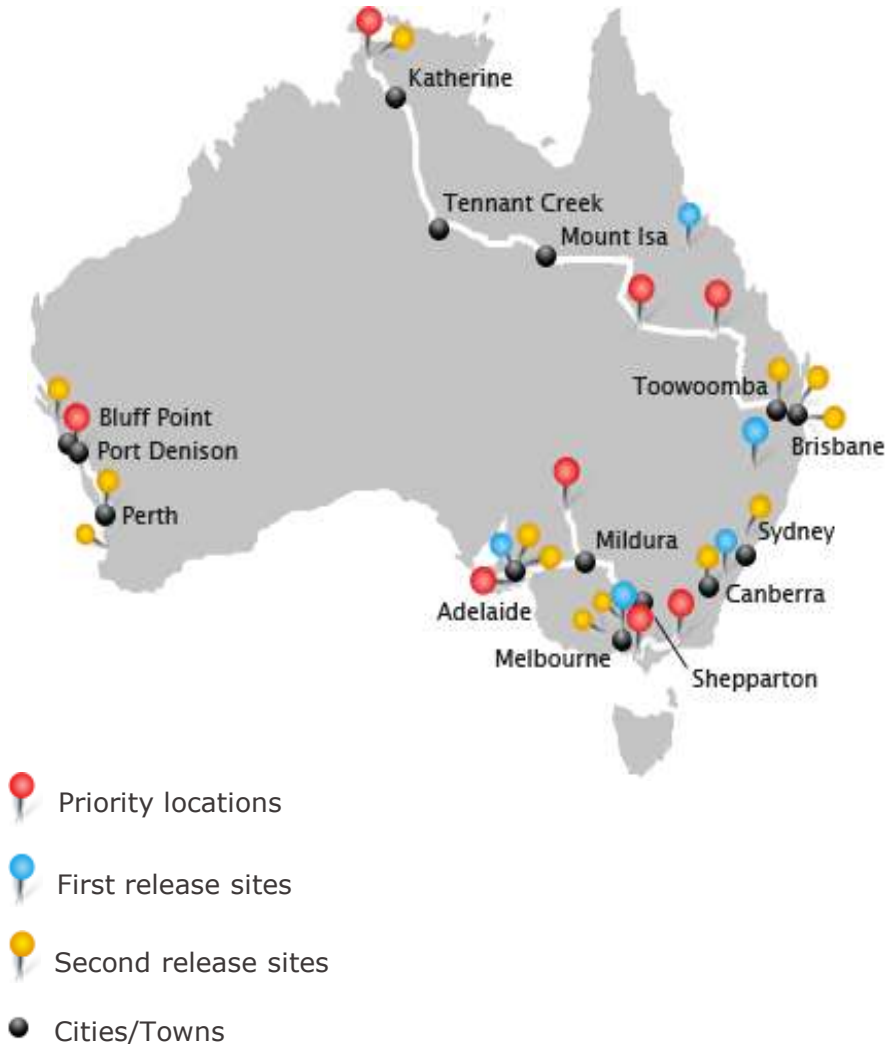 Katherine
Tennant Creek
Mount Isa
Toowoomba
Bluff Point
Brisbane
Port Denison
Perth
Sydney
Mildura
Canberra
Adelaide
Melbourne
Shepparton
Priority locations
First release sites
Second release sites
Cities/Towns